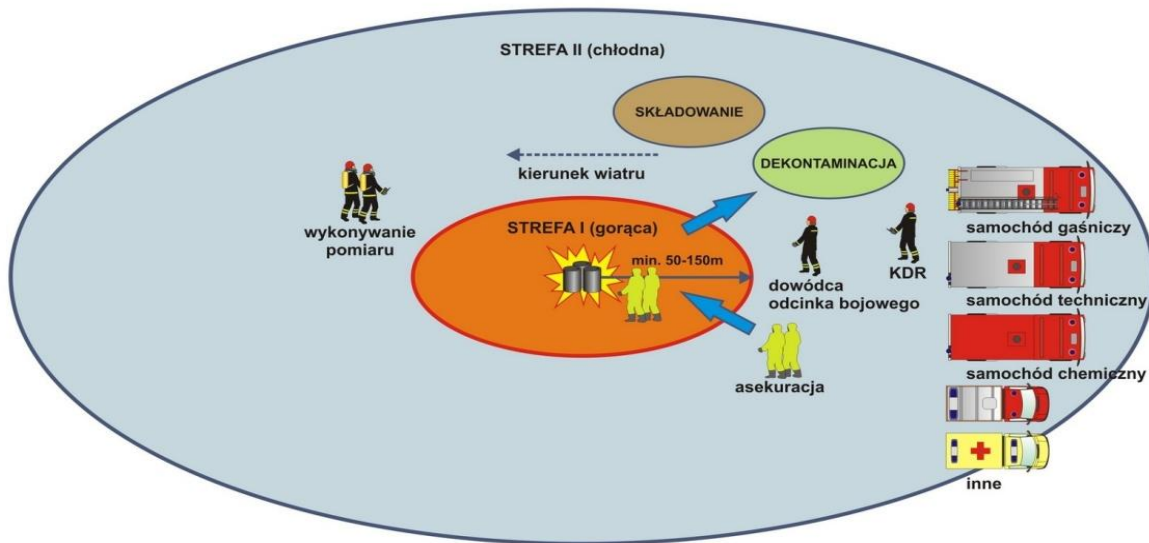 STREFA II (chłodna)
SKŁADOWANIE
DEKONTAMINACJA
kierunek wiatru
wykonywanie
pomiaru
STREFA I (gorąca)
min. 50-150m
samochód gaśniczy
KDR
dowódca
odcinka bojowego
samochód techniczny
asekuracja
samochód chemiczny
inne